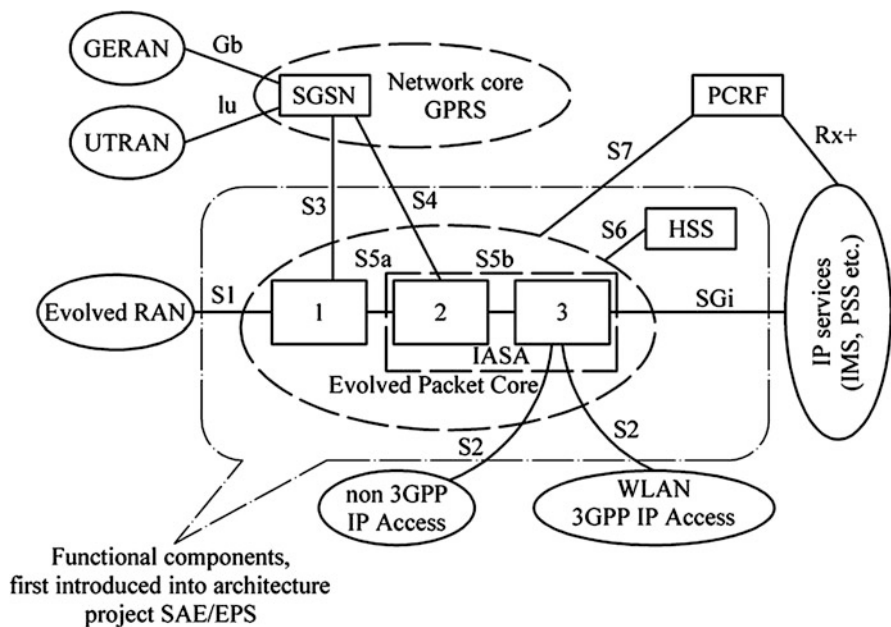 GERAN
Gb
SGSN
Network core
GPRS
PCRF
Iu
UTRAN
Rx+
S7
S3
S4
S6
HSS
S5a
S5b
S1
Evolved RAN
1
2
3
SGi
IP services
(IMS, PSS etc.)
IASA
Evolved Packet Core
S2
S2
non 3GPP
IP Access
WLAN
3GPP IP Access
Functional components,
first introduced into architecture
project SAE/EPS